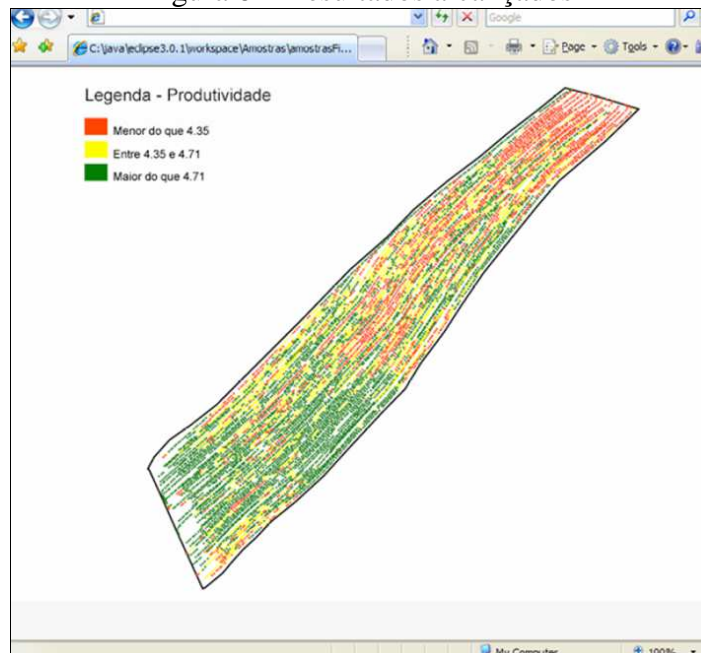 Google
C:\java\eclipse3.0.1\workspace\Amostras\amostrasFi...
Page
Tools
Legenda - Produtividade
Menor do que 4.35
Entre 4.35 e 4.71
Maior do que 4.71
My Computer
100%